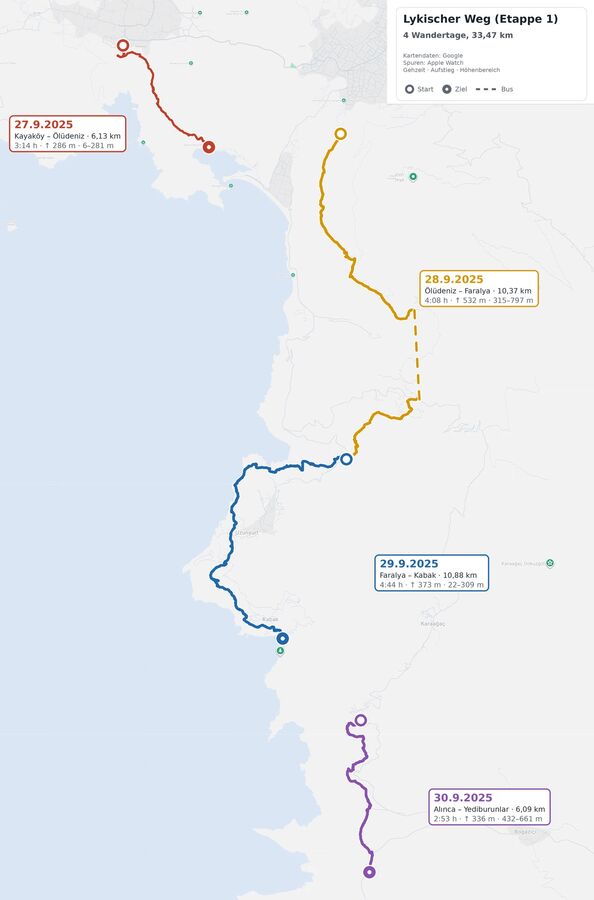 Lykischer Weg (Etappe 1)
4 Wandertage, 33,47 km
Kartendaten: Google
Spuren: Apple Watch
Gehzeit · Aufstieg · Höhenbereich
Start
Ziel
Bus
27.9.2025
Kayaköy – Ölüdeniz · 6,13 km
3:14 h · ↑ 286 m · 6–281 m
28.9.2025
Ölüdeniz – Faralya · 10,37 km
4:08 h · ↑ 532 m · 315–797 m
Uzunyurt
29.9.2025
Faralya – Kabak · 10,88 km
4:44 h · ↑ 373 m · 22–309 m
Kabak
Karaağaç
30.9.2025
Alınca – Yediburunlar · 6,09 km
2:53 h · ↑ 336 m · 432–661 m
Boğaziçi